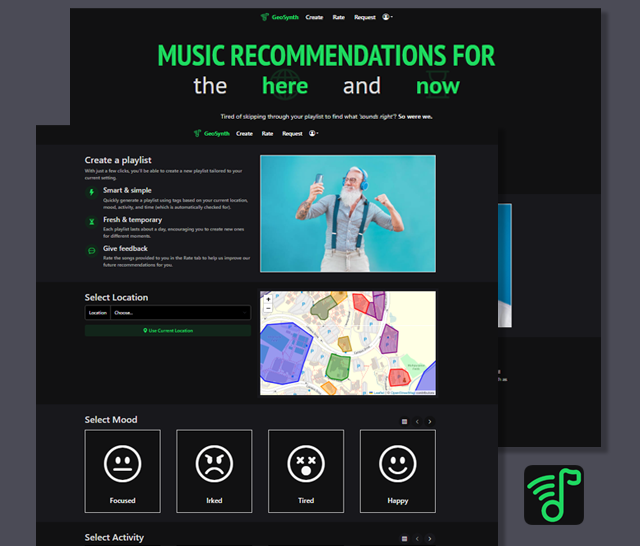 GeoSynth Create Rate Request
MUSIC RECOMMENDATIONS FOR
the here and now
Tired of skipping through your playlist to find what 'sounds right'? So were we.
GeoSynth Create Rate Request
Create a playlist
With just a few clicks, you'll be able to create a new playlist tailored to your
current setting.
Smart & simple
Quickly generate a playlist using tags based on your current location,
mood, activity, and time (which is automatically checked for).
Fresh & temporary
Each playlist lasts about a day, encouraging you to create new ones
for different moments.
Give feedback
Rate the songs provided to you in the Rate tab to help us improve our
future recommendations for you.
Select Location
Location Choose...
Use Current Location
+
−
Leaflet | © OpenStreetMap contributors
Select Mood
Focused
Irked
Tired
Happy
Select Activity